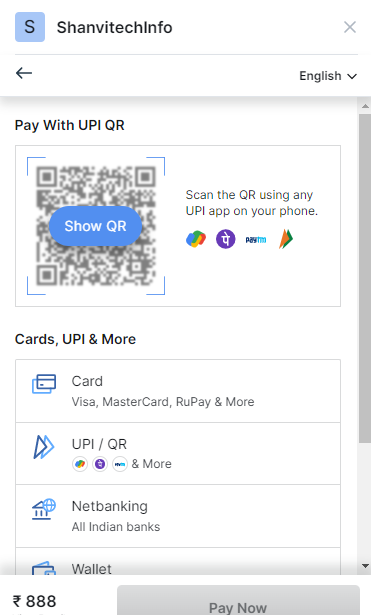 S ShanvitechInfo
English
Pay With UPI QR
Show QR
Scan the QR using any
UPI app on your phone.
paytm
Cards, UPI & More
Card
Visa, MasterCard, RuPay & More
UPI / QR
paytm & More
Netbanking
All Indian banks
Wallet
₹ 888
Pay Now